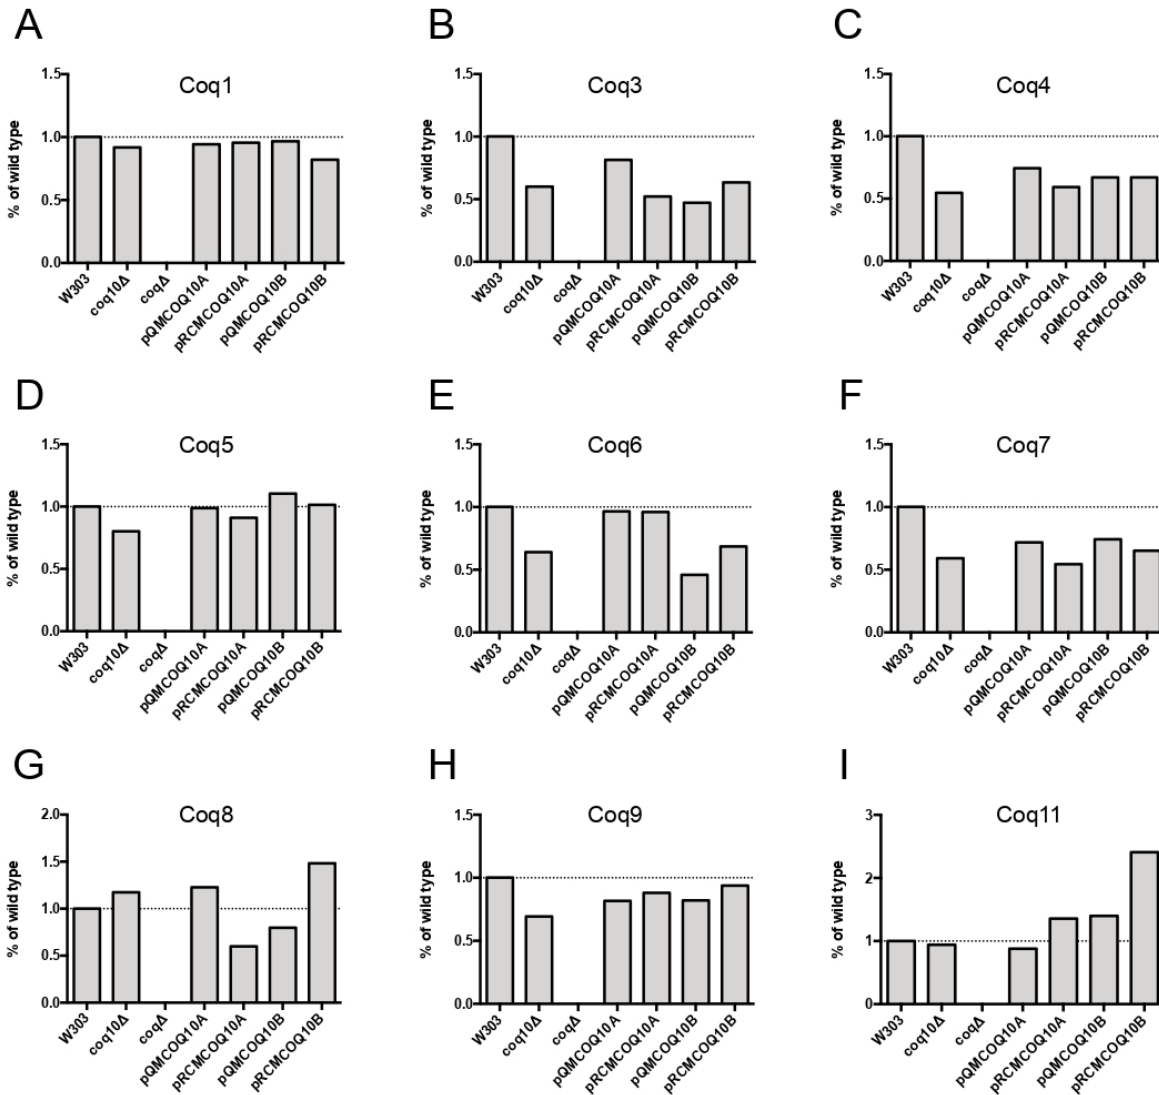 A
Coq1
% of wild type
1.5
1.0
0.5
0.0
W303
coq10Δ
coqΔ
pQMCOQ10A
pRCMCOQ10A
pQMCOQ10B
pRCMCOQ10B
B
Coq3
% of wild type
1.5
1.0
0.5
0.0
W303
coq10Δ
coqΔ
pQMCOQ10A
pRCMCOQ10A
pQMCOQ10B
pRCMCOQ10B
C
Coq4
% of wild type
1.5
1.0
0.5
0.0
W303
coq10Δ
coqΔ
pQMCOQ10A
pRCMCOQ10A
pQMCOQ10B
pRCMCOQ10B
D
Coq5
% of wild type
1.5
1.0
0.5
0.0
W303
coq10Δ
coqΔ
pQMCOQ10A
pRCMCOQ10A
pQMCOQ10B
pRCMCOQ10B
E
Coq6
% of wild type
1.5
1.0
0.5
0.0
W303
coq10Δ
coqΔ
pQMCOQ10A
pRCMCOQ10A
pQMCOQ10B
pRCMCOQ10B
F
Coq7
% of wild type
1.5
1.0
0.5
0.0
W303
coq10Δ
coqΔ
pQMCOQ10A
pRCMCOQ10A
pQMCOQ10B
pRCMCOQ10B
G
Coq8
% of wild type
2.0
1.5
1.0
0.5
0.0
W303
coq10Δ
coqΔ
pQMCOQ10A
pRCMCOQ10A
pQMCOQ10B
pRCMCOQ10B
H
Coq9
% of wild type
1.5
1.0
0.5
0.0
W303
coq10Δ
coqΔ
pQMCOQ10A
pRCMCOQ10A
pQMCOQ10B
pRCMCOQ10B
I
Coq11
% of wild type
3
2
1
0
W303
coq10Δ
coqΔ
pQMCOQ10A
pRCMCOQ10A
pQMCOQ10B
pRCMCOQ10B